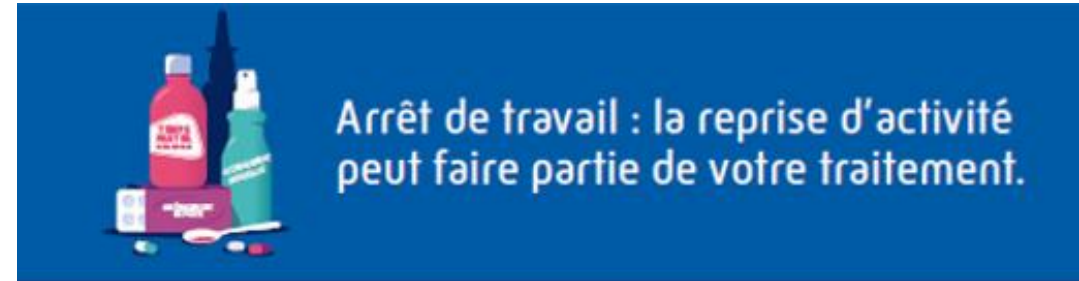 Arrêt de travail : la reprise d'activité
peut faire partie de votre traitement.